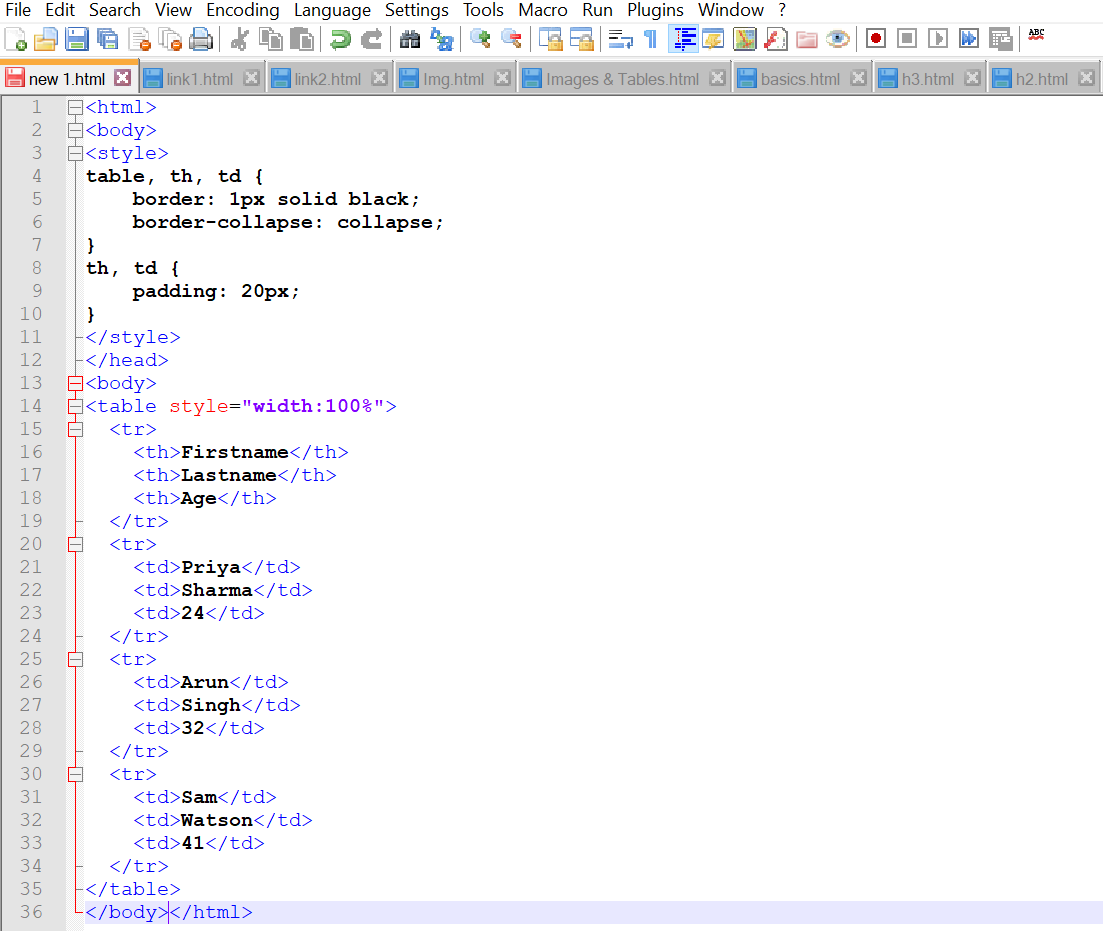 File Edit Search View Encoding Language Settings Tools Macro Run Plugins Window ?
ABC
new 1.html link1.html link2.html Img.html Images & Tables.html basics.html h3.html h2.html
1 <html>
2 <body>
3 <style>
4 table, th, td {
5     border: 1px solid black;
6     border-collapse: collapse;
7 }
8 th, td {
9     padding: 20px;
10 }
11 </style>
12 </head>
13 <body>
14 <table style="width:100%">
15   <tr>
16     <th>Firstname</th>
17     <th>Lastname</th>
18     <th>Age</th>
19   </tr>
20   <tr>
21     <td>Priya</td>
22     <td>Sharma</td>
23     <td>24</td>
24   </tr>
25   <tr>
26     <td>Arun</td>
27     <td>Singh</td>
28     <td>32</td>
29   </tr>
30   <tr>
31     <td>Sam</td>
32     <td>Watson</td>
33     <td>41</td>
34   </tr>
35 </table>
36 </body></html>